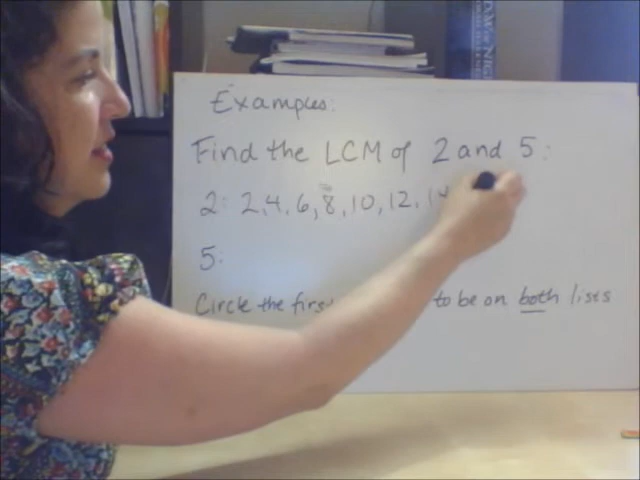 Examples:
Find the LCM of 2 and 5:
2: 2, 4, 6, 8, 10, 12, 14
5:
Circle the first to be on both lists